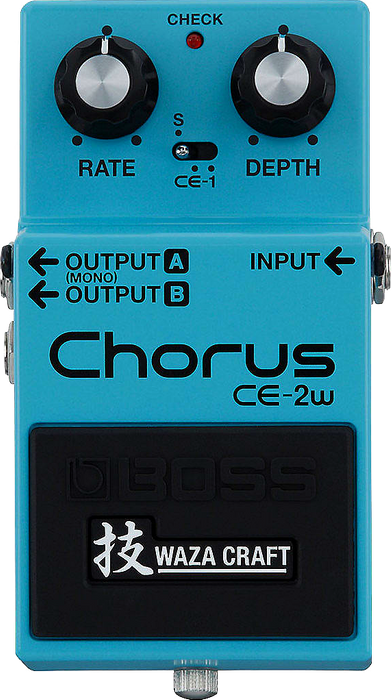 CHECK
S
RATE
DEPTH
CE-1
OUTPUT A
(MONO)
INPUT
OUTPUT B
Chorus
CE-2w
BOSS
技 WAZA CRAFT